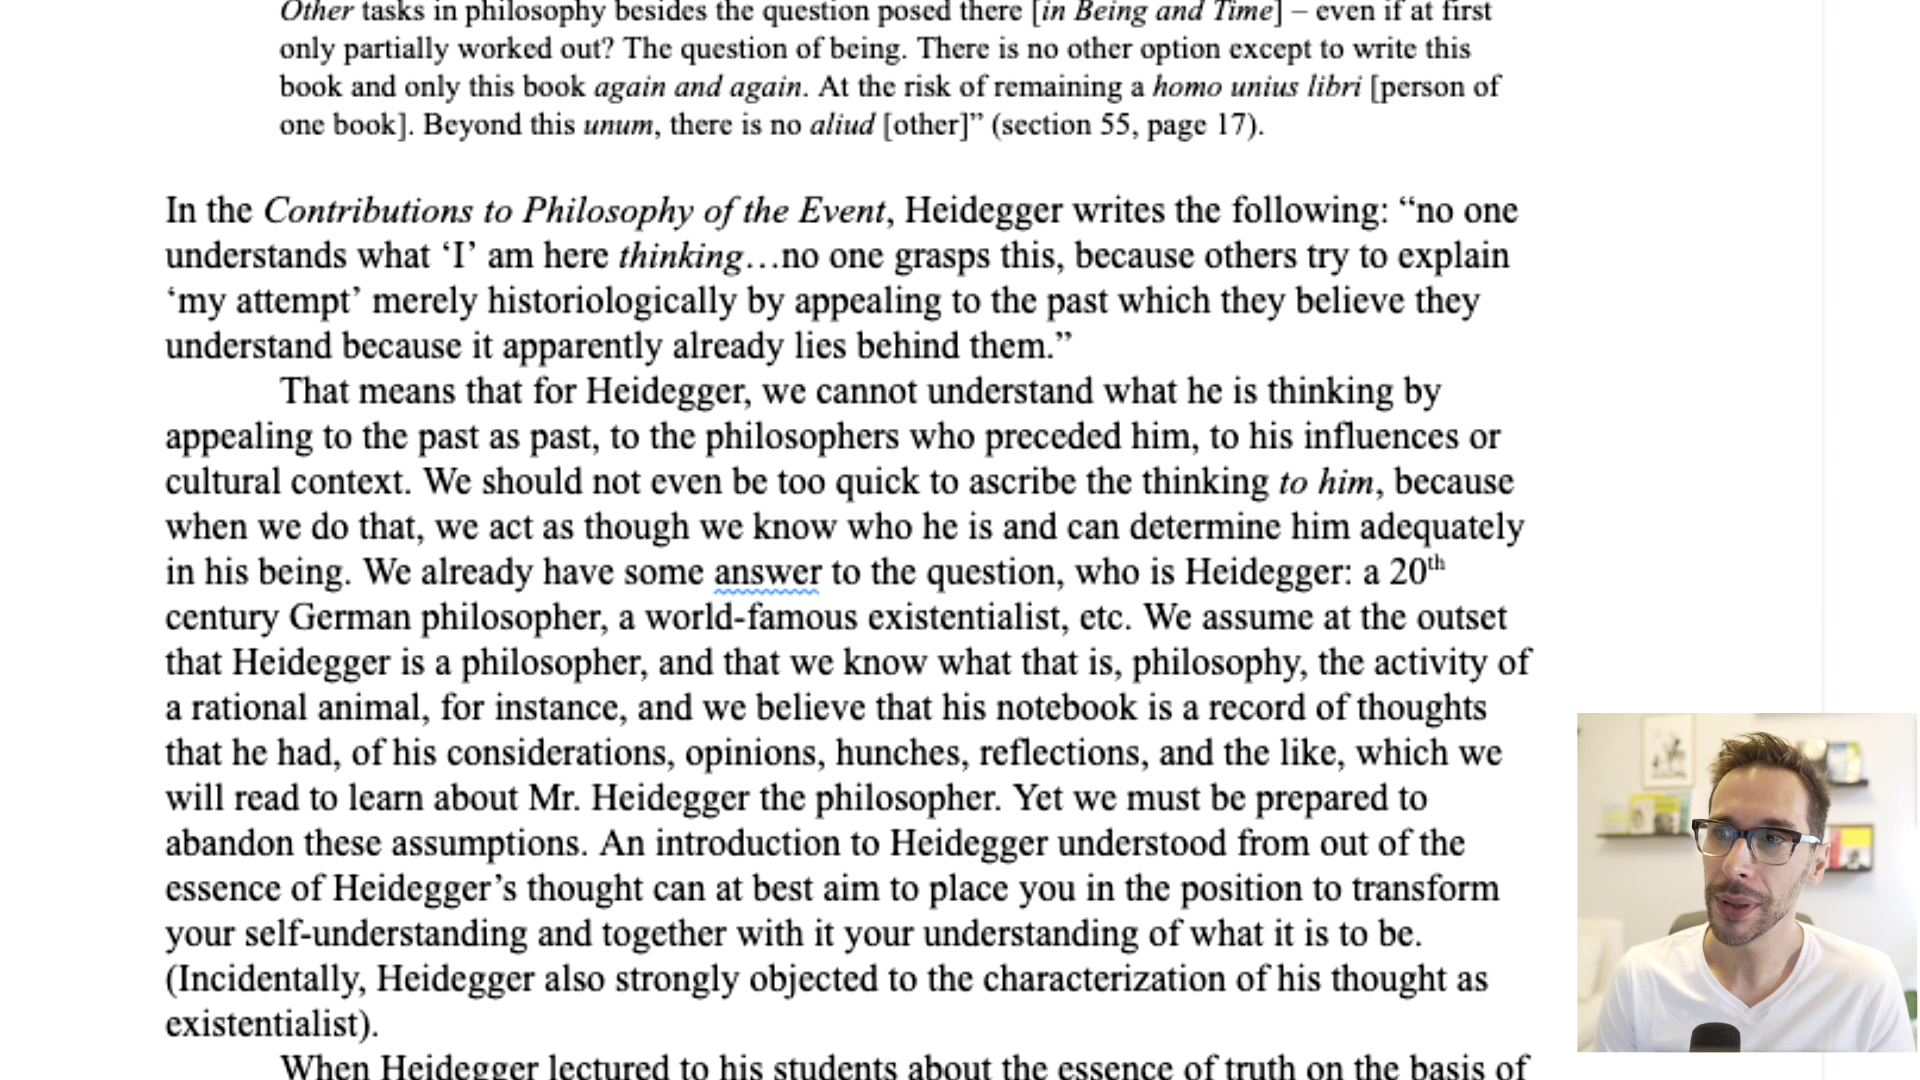 Other tasks in philosophy besides the question posed there [in Being and Time] – even if at first
only partially worked out? The question of being. There is no other option except to write this
book and only this book again and again. At the risk of remaining a homo unius libri [person of
one book]. Beyond this unum, there is no aliud [other]” (section 55, page 17).
In the Contributions to Philosophy of the Event, Heidegger writes the following: “no one
understands what ‘I’ am here thinking…no one grasps this, because others try to explain
‘my attempt’ merely historiologically by appealing to the past which they believe they
understand because it apparently already lies behind them.”
That means that for Heidegger, we cannot understand what he is thinking by
appealing to the past as past, to the philosophers who preceded him, to his influences or
cultural context. We should not even be too quick to ascribe the thinking to him, because
when we do that, we act as though we know who he is and can determine him adequately
in his being. We already have some answer to the question, who is Heidegger: a 20th
century German philosopher, a world-famous existentialist, etc. We assume at the outset
that Heidegger is a philosopher, and that we know what that is, philosophy, the activity of
a rational animal, for instance, and we believe that his notebook is a record of thoughts
that he had, of his considerations, opinions, hunches, reflections, and the like, which we
will read to learn about Mr. Heidegger the philosopher. Yet we must be prepared to
abandon these assumptions. An introduction to Heidegger understood from out of the
essence of Heidegger’s thought can at best aim to place you in the position to transform
your self-understanding and together with it your understanding of what it is to be.
(Incidentally, Heidegger also strongly objected to the characterization of his thought as
existentialist).
When Heidegger lectured to his students about the essence of truth on the basis of